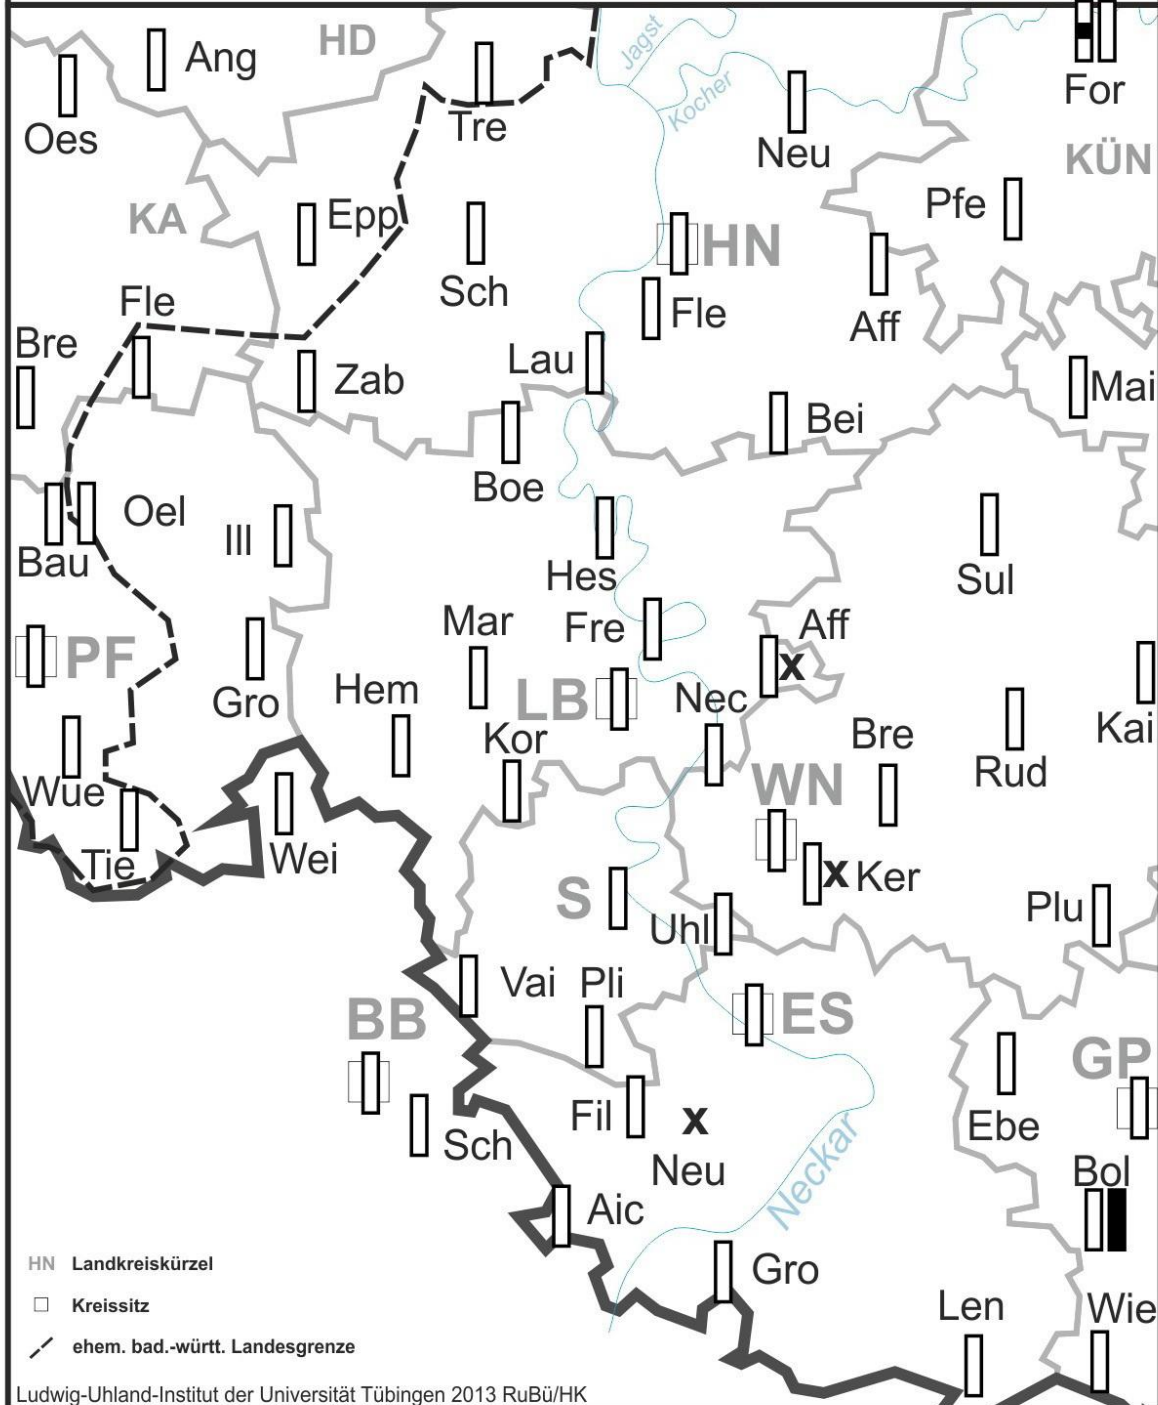 Ang
HD
Jagst
For
Oes
Tre
Kocher
Neu
KÜN
KA
Epp
Pfe
HN
Sch
Fle
Fle
Aff
Bre
Lau
Zab
Mai
Bei
Boe
Oel
Ill
Bau
Hes
Sul
Mar
Fre
Aff
PF
Gro
Hem
LB
Nec
Kor
Bre
Kai
Rud
Wue
WN
Tie
Wei
x
x Ker
S
Uhl
Plu
Vai
Pli
BB
ES
GP
Fil
x
Ebe
Sch
Neu
Neckar
Bol
Aic
HN Landkreiskürzel
Gro
Kreissitz
Len
Wie
ehem. bad.-württ. Landesgrenze
Ludwig-Uhland-Institut der Universität Tübingen 2013 RuBü/HK